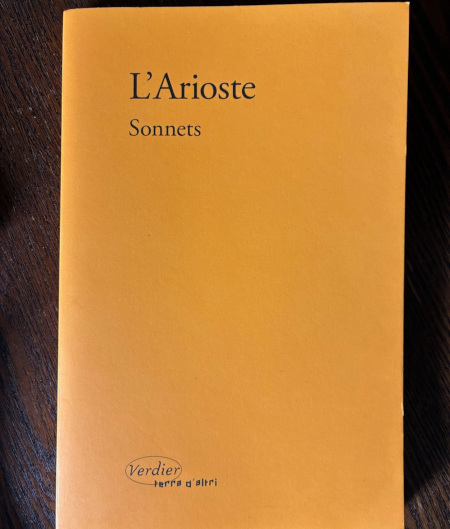 L'Arioste
Sonnets
Verdier
terra d'altri